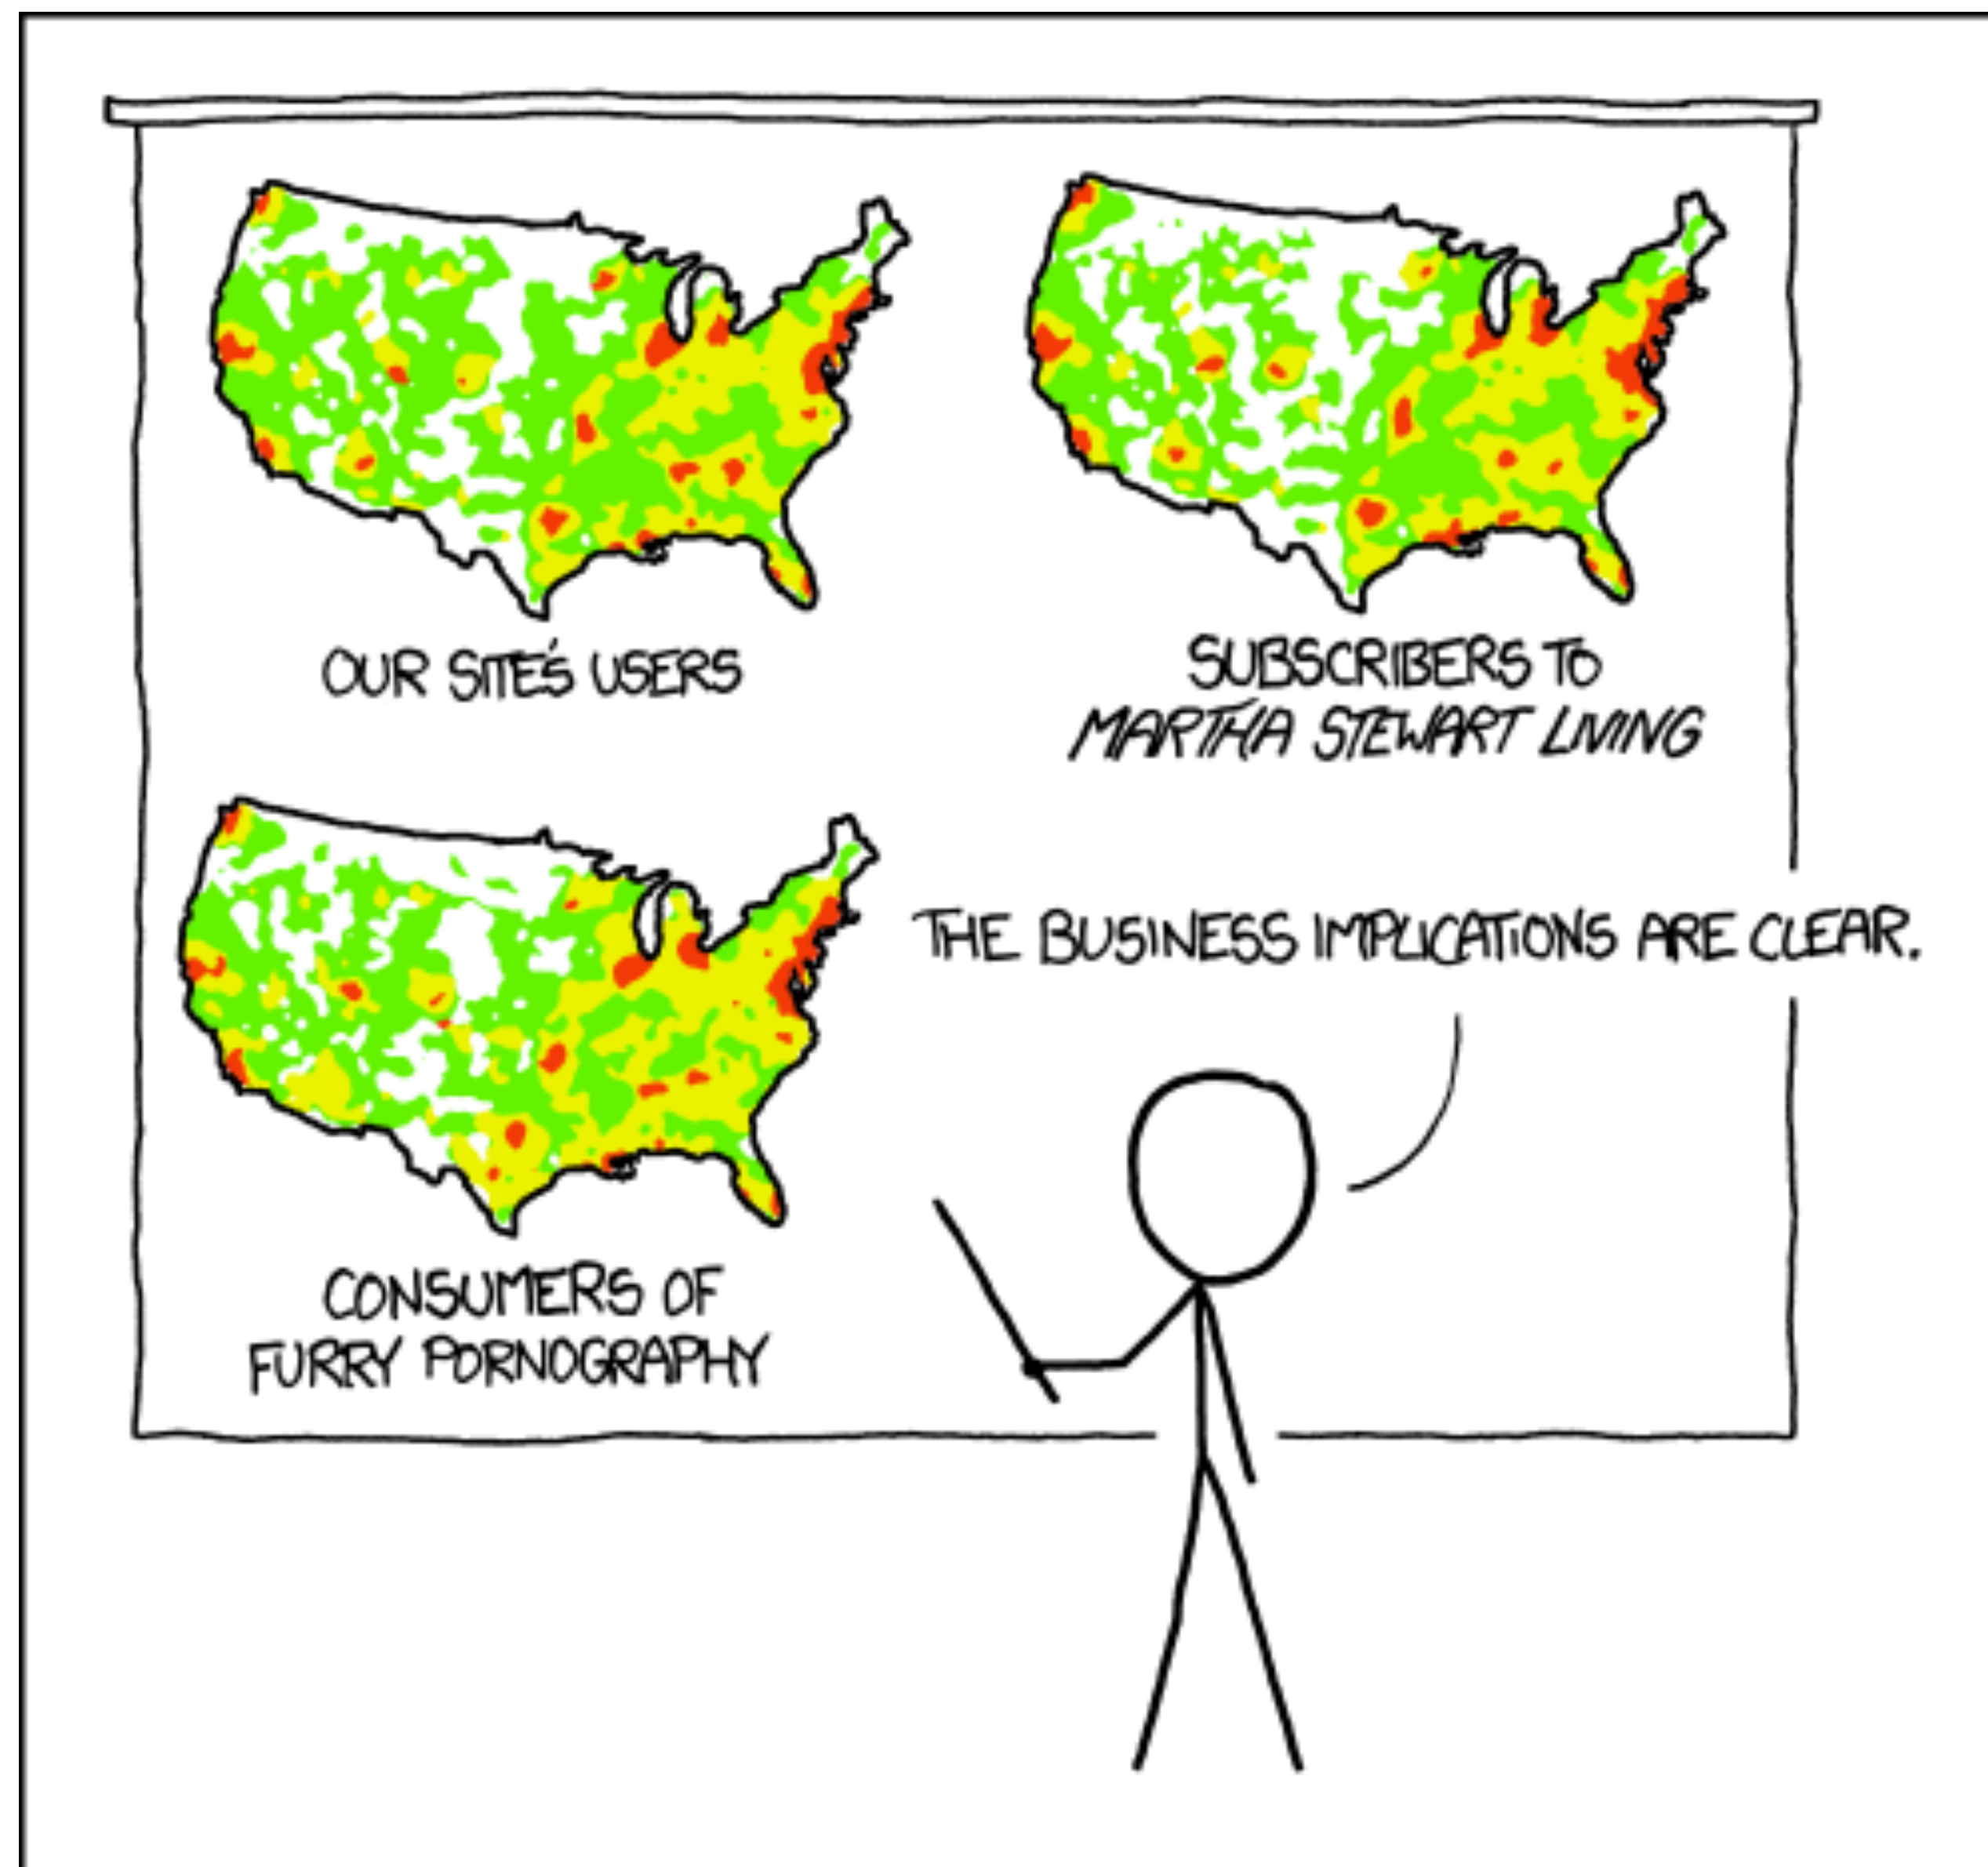 OUR SITE'S USERS
SUBSCRIBERS TO
MARTHA STEWART LIVING
CONSUMERS OF
FURRY PORNOGRAPHY
THE BUSINESS IMPLICATIONS ARE CLEAR.